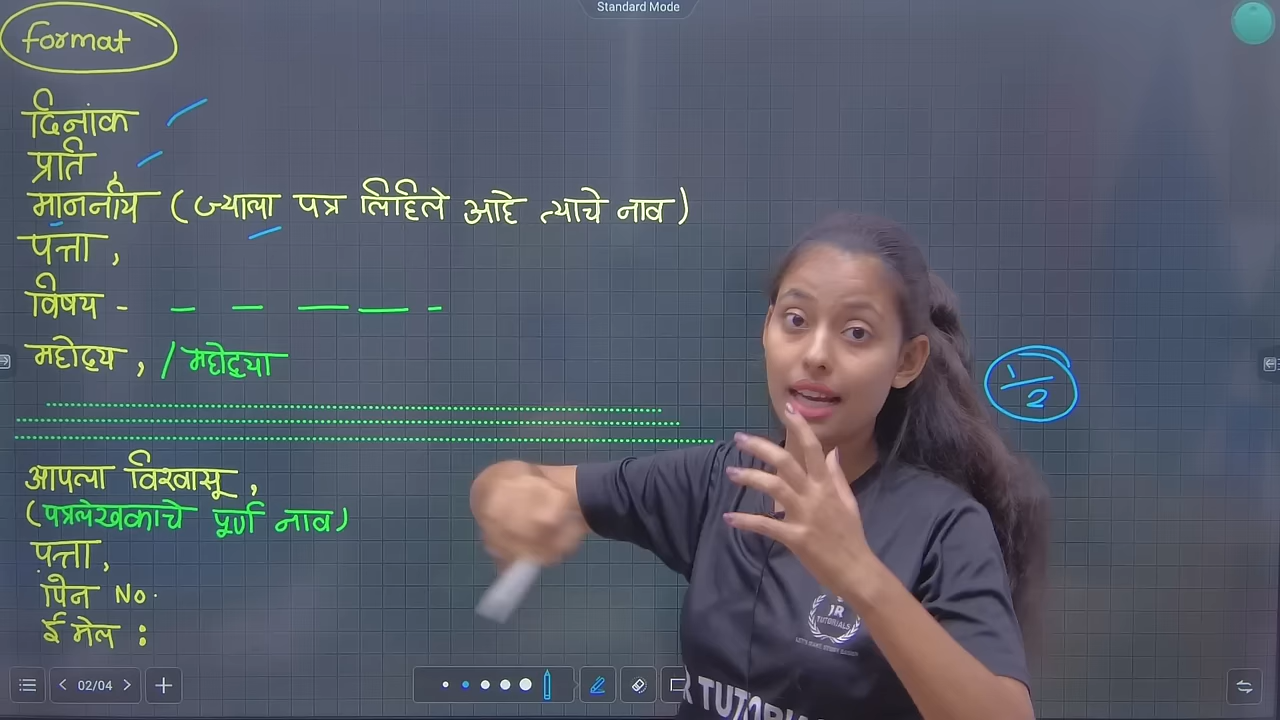 Standard Mode
Format
दिनांक
प्रति,
माननीय (ज्याला पत्र लिहिले आहे त्याचे नाव)
पत्ता,
विषय -
महोदय, / महोदया
आपला विश्वासू,
(पत्रलेखकाचे पूर्ण नाव)
पत्ता,
पिन No.
ई मेल :
1/2
JR
TUTORIALS
R TUTORIA
02/04